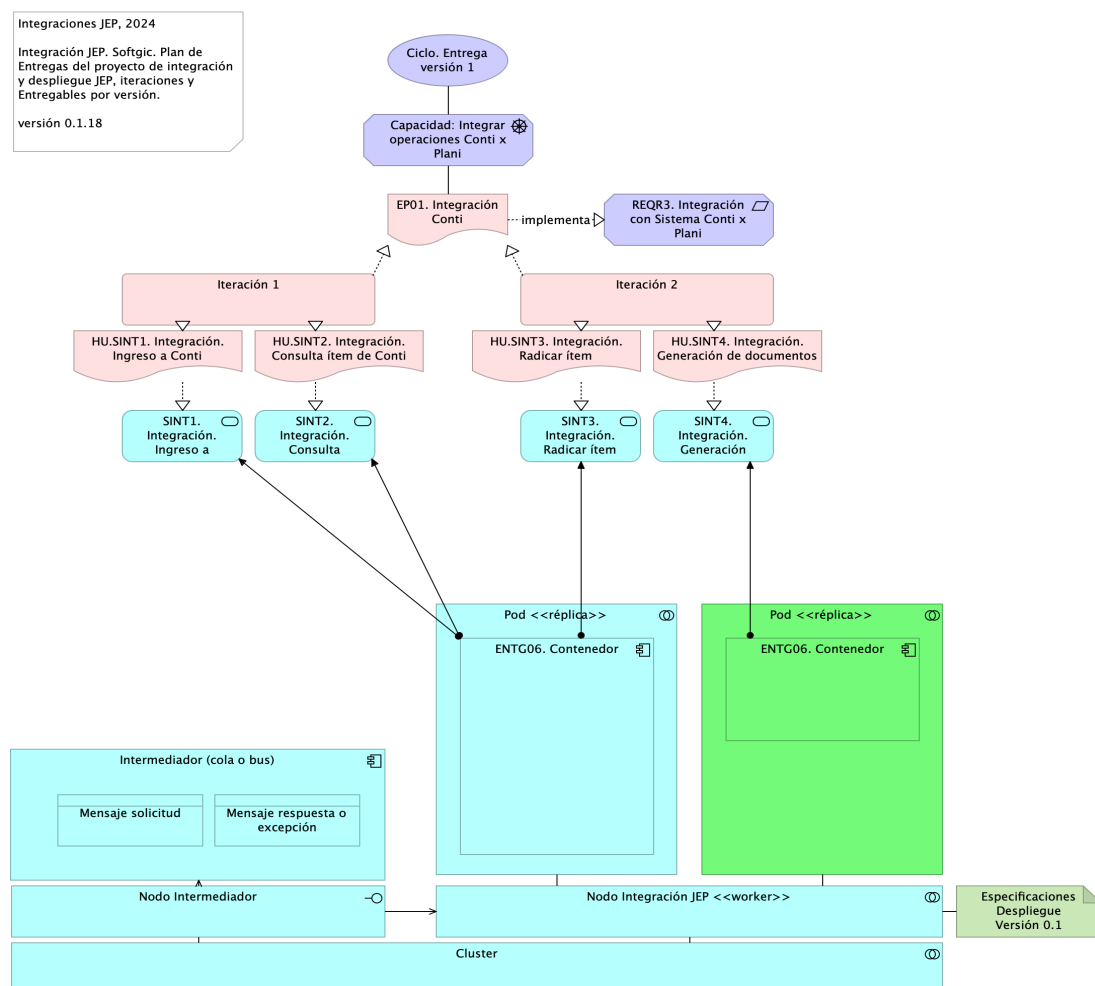 Integraciones JEP, 2024
Integración JEP. Softgic. Plan de
Entregas del proyecto de integración
y despliegue JEP, iteraciones y
Entregables por versión.
versión 0.1.18
Ciclo. Entrega
versión 1
Capacidad: Integrar
operaciones Conti x
Plani
EP01. Integración
Conti
implementa
REQR3. Integración
con Sistema Conti x
Plani
Iteración 1
Iteración 2
HU.SINT1. Integración.
Ingreso a Conti
HU.SINT2. Integración.
Consulta ítem de Conti
HU.SINT3. Integración.
Radicar ítem
HU.SINT4. Integración.
Generación de documentos
SINT1.
Integración.
Ingreso a
SINT2.
Integración.
Consulta
SINT3.
Integración.
Radicar ítem
SINT4.
Integración.
Generación
Pod <<réplica>>
ENTG06. Contenedor
Pod <<réplica>>
ENTG06. Contenedor
Intermediador (cola o bus)
Mensaje solicitud
Mensaje respuesta o
excepción
Nodo Intermediador
Nodo Integración JEP <<worker>>
Especificaciones
Despliegue
Versión 0.1
Cluster